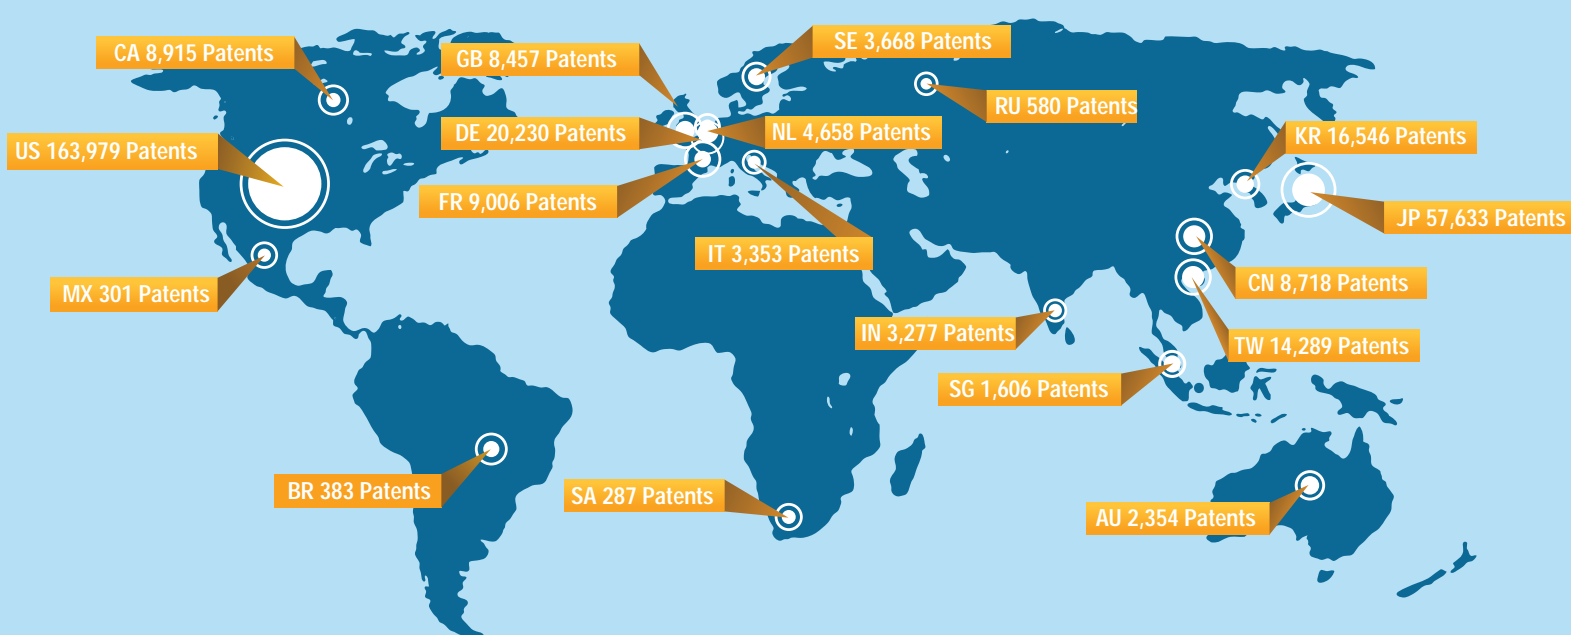 CA 8,915 Patents
GB 8,457 Patents
SE 3,668 Patents
RU 580 Patents
US 163,979 Patents
DE 20,230 Patents
NL 4,658 Patents
KR 16,546 Patents
FR 9,006 Patents
JP 57,633 Patents
IT 3,353 Patents
MX 301 Patents
CN 8,718 Patents
IN 3,277 Patents
TW 14,289 Patents
SG 1,606 Patents
BR 383 Patents
SA 287 Patents
AU 2,354 Patents